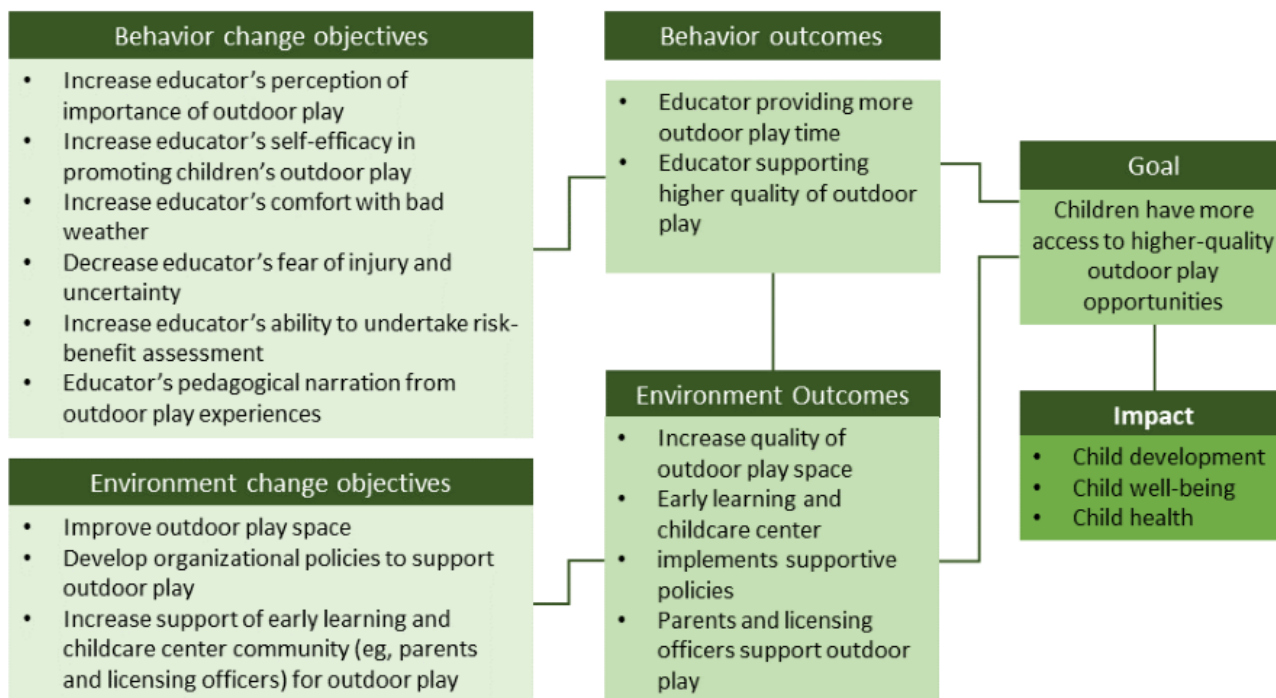 Behavior change objectives
• Increase educator’s perception of
importance of outdoor play
• Increase educator’s self-efficacy in
promoting children’s outdoor play
• Increase educator’s comfort with bad
weather
• Decrease educator’s fear of injury and
uncertainty
• Increase educator’s ability to undertake risk-
benefit assessment
• Educator’s pedagogical narration from
outdoor play experiences
Environment change objectives
• Improve outdoor play space
• Develop organizational policies to support
outdoor play
• Increase support of early learning and
childcare center community (eg, parents
and licensing officers) for outdoor play
Behavior outcomes
• Educator providing more
outdoor play time
• Educator supporting
higher quality of outdoor
play
Environment Outcomes
• Increase quality of
outdoor play space
• Early learning and
childcare center
• implements supportive
policies
• Parents and licensing
officers support outdoor
play
Goal
Children have more
access to higher-quality
outdoor play
opportunities
Impact
• Child development
• Child well-being
• Child health